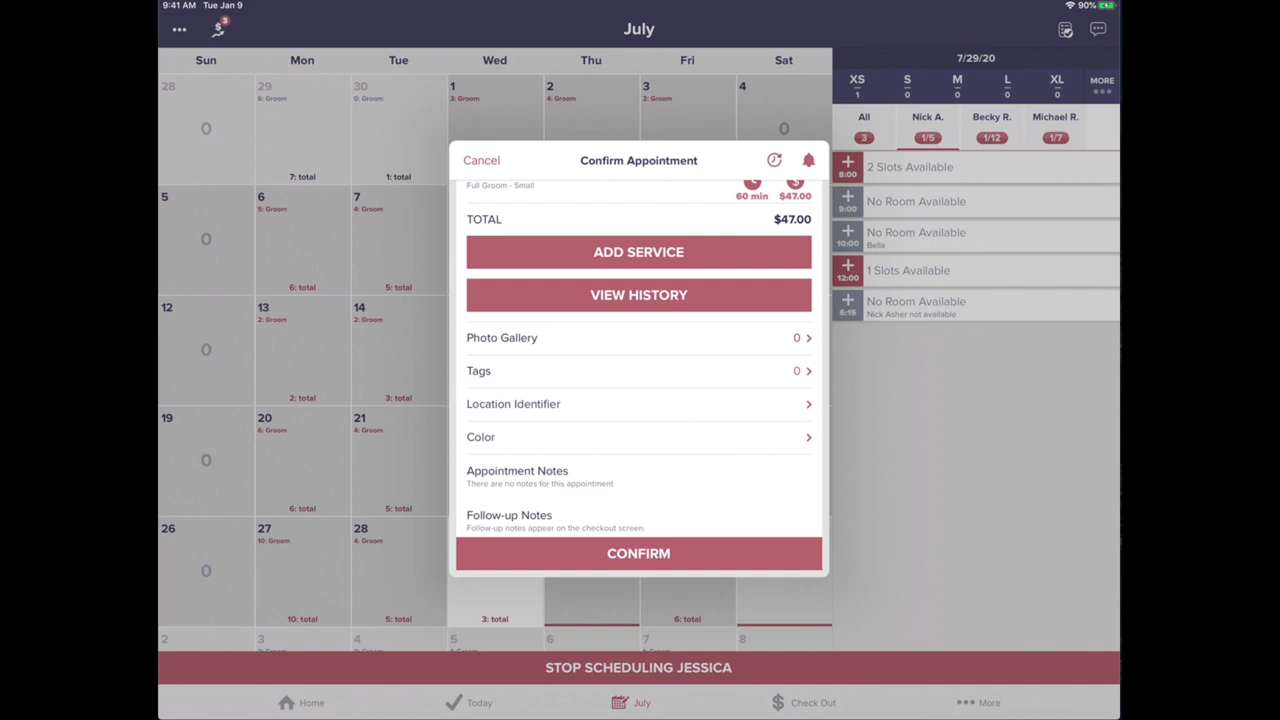 9:41 AM Tue Jan 9
90%
3
July
Sun Mon Tue Wed Thu Fri Sat
28 29 30 1 2 3 4
6: Groom 0: Groom 3: Groom 4: Groom 2: Groom
0 0
7: total 1: total
5 6 7
5: Groom 4: Groom
0
6: total 5: total
12 13 14
2: Groom 2: Groom
0
2: total 3: total
19 20 21
6: Groom 4: Groom
0
6: total 5: total
26 27 28
10: Groom 4: Groom
0
10: total 5: total 3: total 6: total
2 3 4 5 6 7 8
Cancel Confirm Appointment
Full Groom - Small
60 min $47.00
TOTAL $47.00
ADD SERVICE
VIEW HISTORY
Photo Gallery 0
Tags 0
Location Identifier
Color
Appointment Notes
There are no notes for this appointment
Follow-up Notes
Follow-up notes appear on the checkout screen.
CONFIRM
7/29/20
XS S M L XL MORE
1 0 0 0 0
All Nick A. Becky R. Michael R.
3 1/5 1/12 1/7
8:00 2 Slots Available
9:00 No Room Available
10:00 No Room Available
Bella
12:00 1 Slots Available
6:15 No Room Available
Nick Asher not available
STOP SCHEDULING JESSICA
Home Today July Check Out More